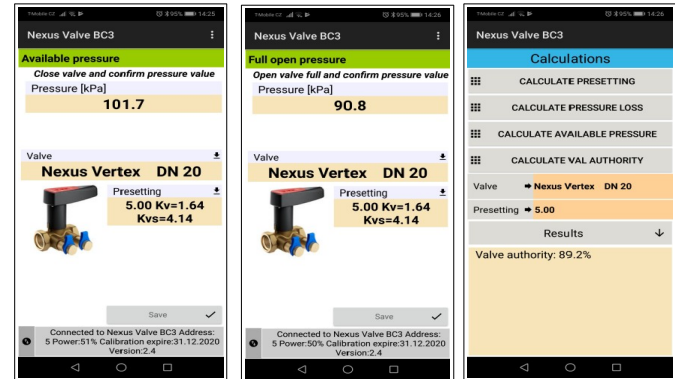 TMobile CZ 95% 14:25
Nexus Valve BC3
Available pressure
Close valve and confirm pressure value
Pressure [kPa]
101.7
Valve
Nexus Vertex DN 20
Presetting
5.00 Kv=1.64
Kvs=4.14
Save
Connected to Nexus Valve BC3 Address:
5 Power:51% Calibration expire:31.12.2020
Version:2.4
TMobile CZ 95% 14:26
Nexus Valve BC3
Full open pressure
Open valve full and confirm pressure value
Pressure [kPa]
90.8
Valve
Nexus Vertex DN 20
Presetting
5.00 Kv=1.64
Kvs=4.14
Save
Connected to Nexus Valve BC3 Address:
5 Power:50% Calibration expire:31.12.2020
Version:2.4
TMobile CZ 95% 14:26
Nexus Valve BC3
Calculations
CALCULATE PRESETTING
CALCULATE PRESSURE LOSS
CALCULATE AVAILABLE PRESSURE
CALCULATE VAL AUTHORITY
Valve Nexus Vertex DN 20
Presetting 5.00
Results
Valve authority: 89.2%